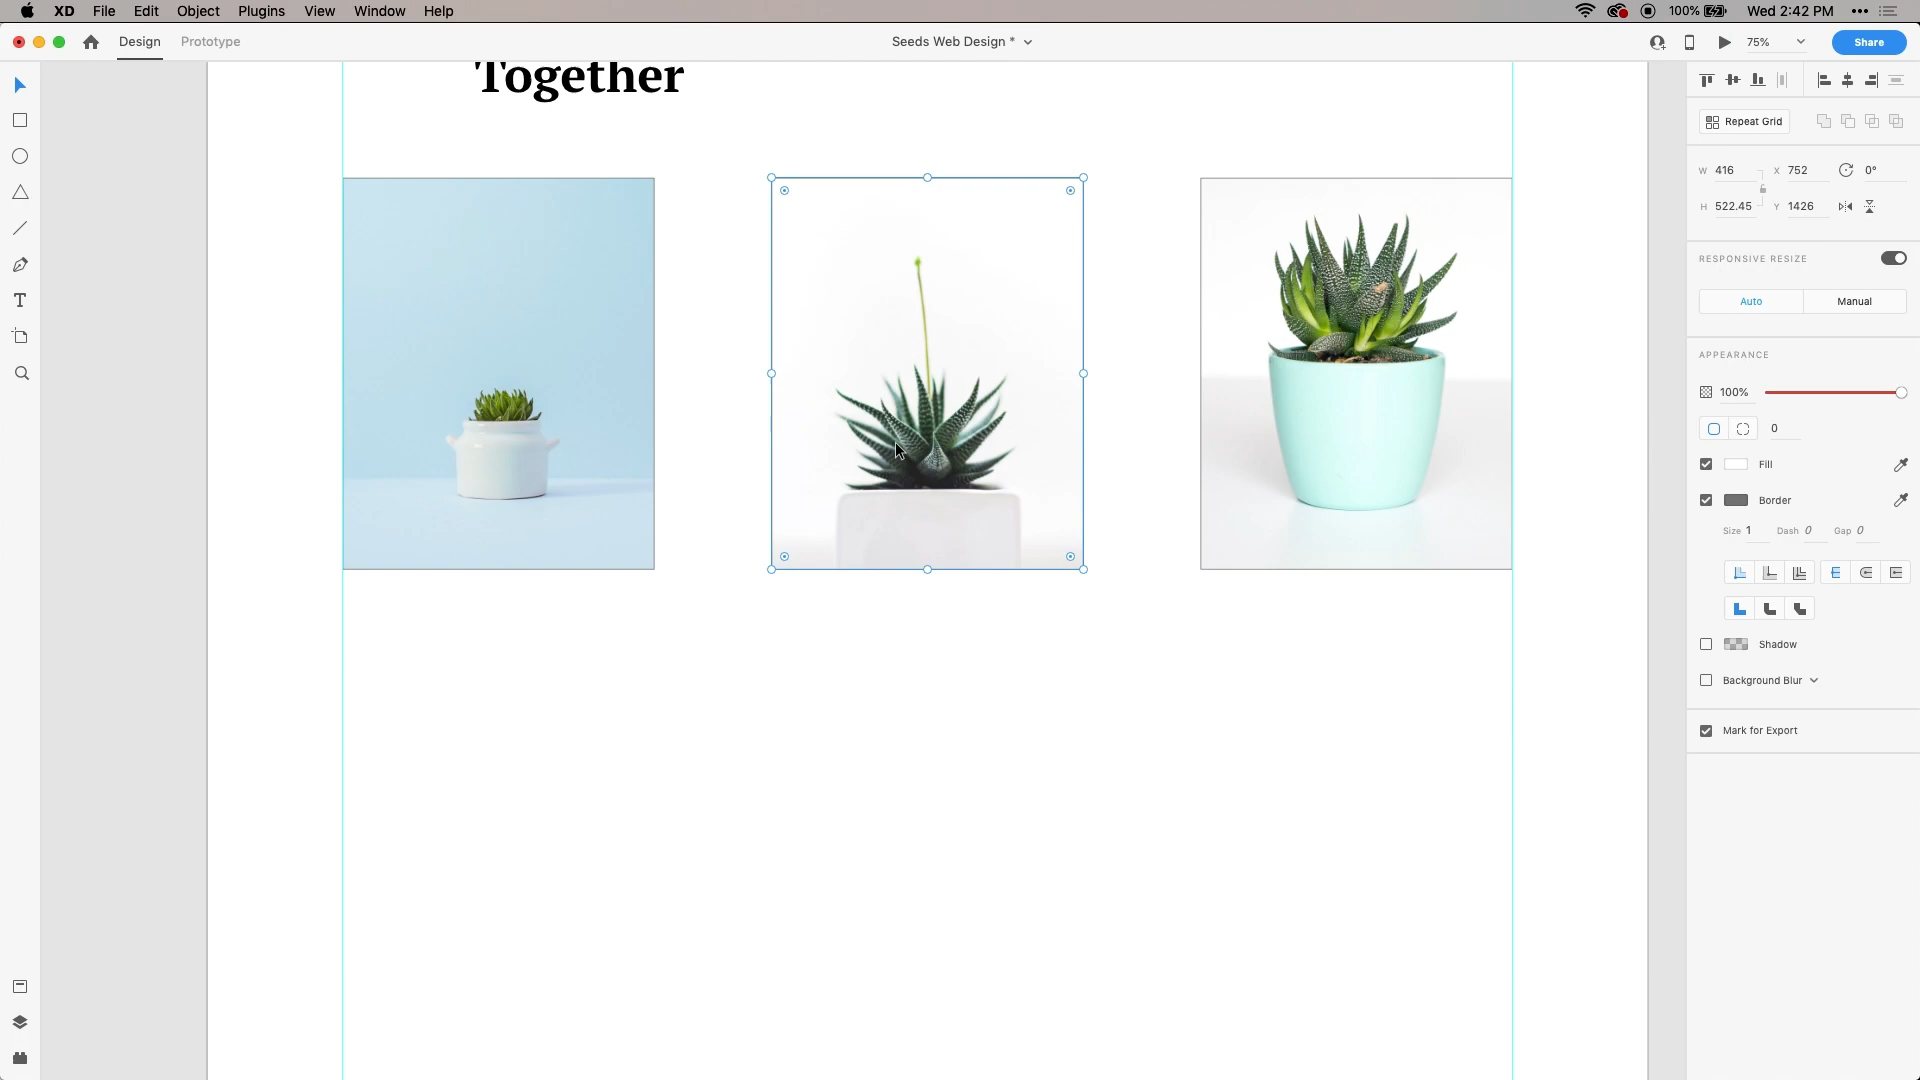 XD File Edit Object Plugins View Window Help 100% Wed 2:42 PM
Design Prototype Seeds Web Design * 75% Share
Together
Repeat Grid
W 416 X 752 0°
H 522.45 Y 1426
RESPONSIVE RESIZE
Auto Manual
APPEARANCE
100%
0
Fill
Border
Size 1 Dash 0 Gap 0
Shadow
Background Blur
Mark for Export